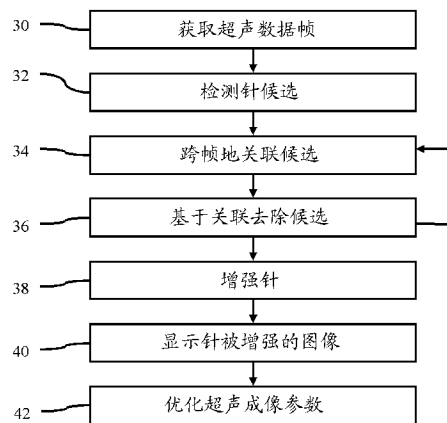 30 获取超声数据帧
32 检测针候选
34 跨帧地关联候选
36 基于关联去除候选
38 增强针
40 显示针被增强的图像
42 优化超声成像参数